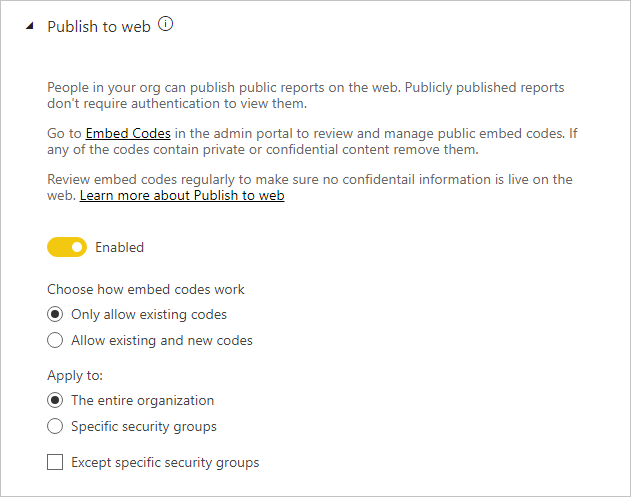 Publish to web
People in your org can publish public reports on the web. Publicly published reports
don't require authentication to view them.
Go to Embed Codes in the admin portal to review and manage public embed codes. If
any of the codes contain private or confidential content remove them.
Review embed codes regularly to make sure no confidentail information is live on the
web. Learn more about Publish to web
Enabled
Choose how embed codes work
Only allow existing codes
Allow existing and new codes
Apply to:
The entire organization
Specific security groups
Except specific security groups